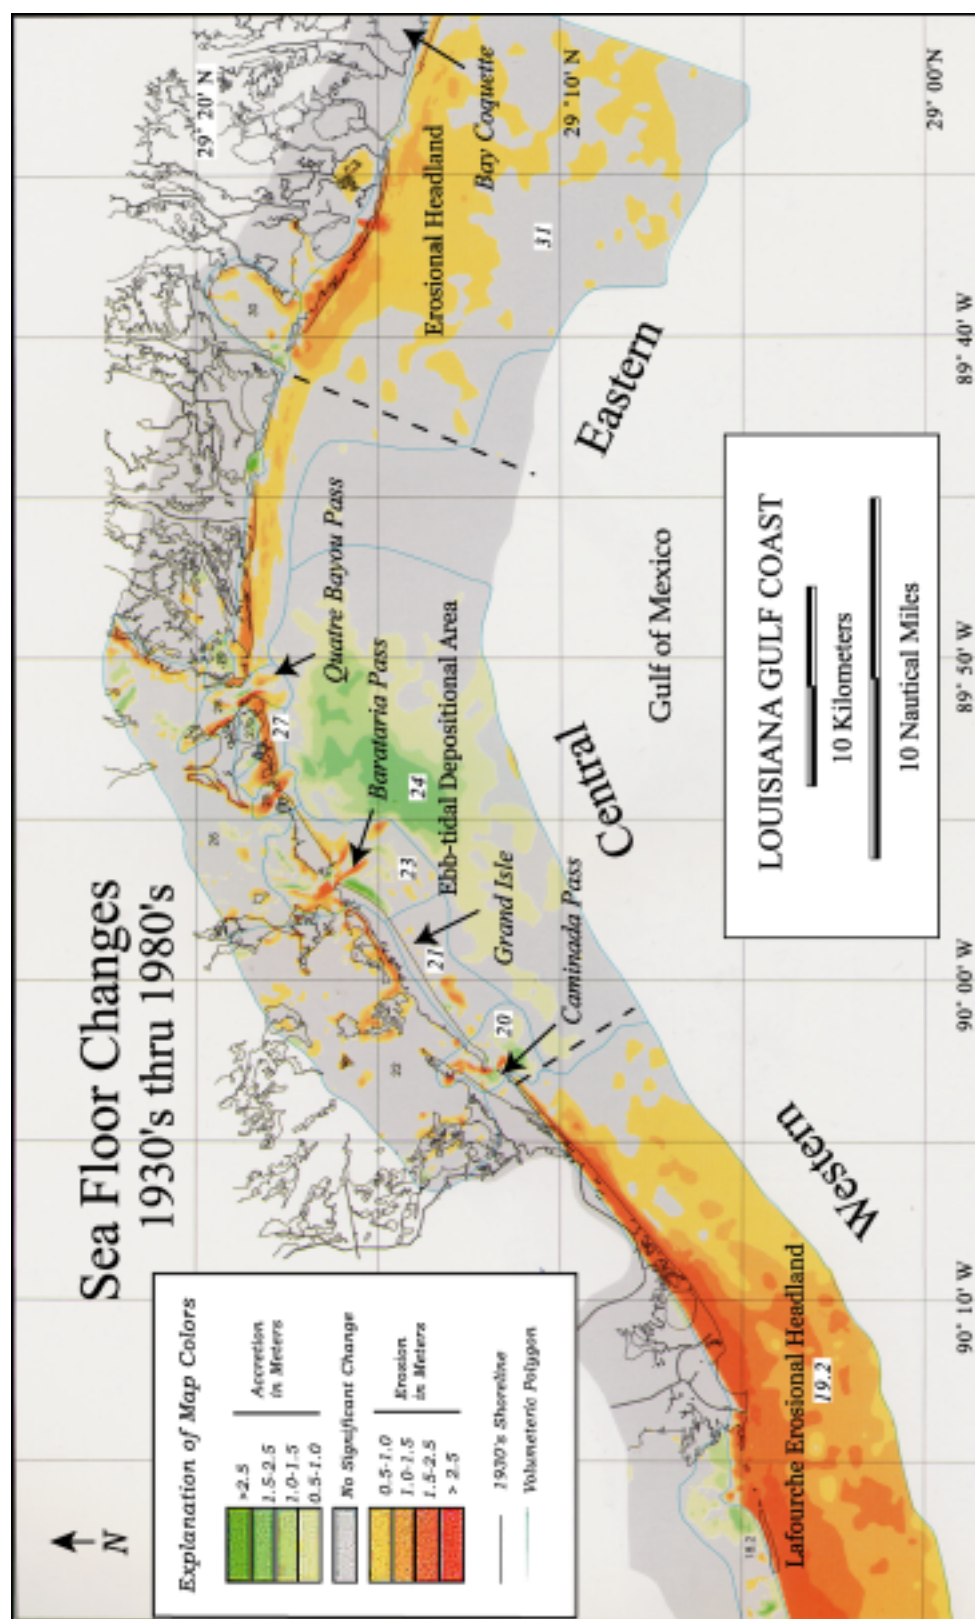 Sea Floor Changes
1930's thru 1980's
N
Explanation of Map Colors
>2.5
1.5-2.5
1.0-1.5
0.5-1.0
Accretion
in Meters
No Significant Change
0.5-1.0
1.0-1.5
1.5-2.5
> 2.5
Erosion
in Meters
1930's Shoreline
Volumeteric Polygon
29° 20' N
29° 10' N
29° 00'N
Bay Coquette
Erosional Headland
31
Eastern
Quatre Bayou Pass
Barataria Pass
27
24
Ebb-tidal Depositional Area
23
Grand Isle
21
Caminada Pass
20
22
26
Central
Gulf of Mexico
Western
Lafourche Erosional Headland
19.2
18.2
LOUISIANA GULF COAST
10 Kilometers
10 Nautical Miles
90° 10' W
90° 00' W
89° 50' W
89° 40' W